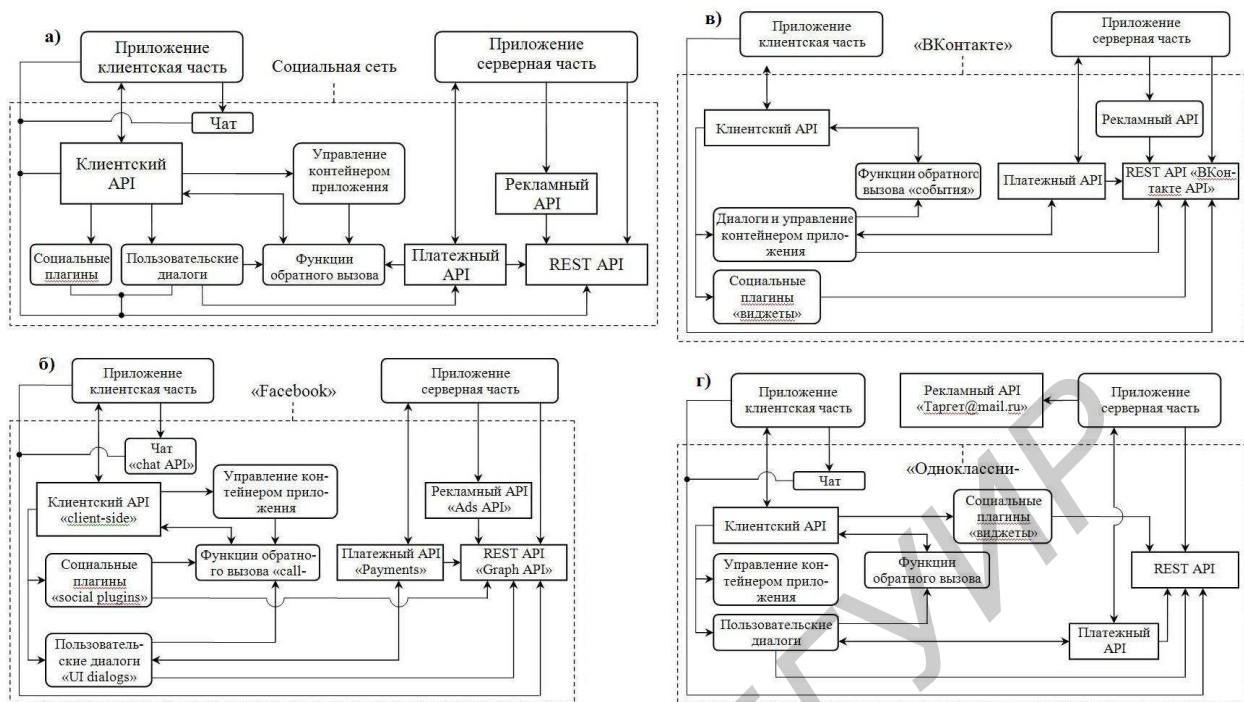 а)
Приложение
клиентская часть
Социальная сеть
Приложение
серверная часть
Чат
Клиентский
API
Управление
контейнером
приложения
Рекламный
API
Социальные
плагины
Пользовательские
диалоги
Функции
обратного вызова
Платежный
API
REST API
в)
Приложение
клиентская часть
«ВКонтакте»
Приложение
серверная часть
Клиентский API
Рекламный API
Функции обратного
вызова «события»
Платежный API
REST API «ВКон-
такте API»
Диалоги и управление
контейнером прило-
жения
Социальные
плагины
«виджеты»
б)
Приложение
клиентская часть
«Facebook»
Приложение
серверная часть
Чат
«chat API»
Клиентский API
«client-side»
Управление кон-
тейнером прило-
жения
Рекламный API
«Ads API»
Социальные
плагины
«social plugins»
Функции обратно-
го вызова «call-
Платежный API
«Payments»
REST API
«Graph API»
Пользователь-
ские диалоги
«UI dialogs»
г)
Приложение
клиентская часть
Рекламный API
«Таргет@mail.ru»
Приложение
серверная часть
«Одноклассни-
Чат
Клиентский API
Социальные
плагины
«виджеты»
Управление кон-
тейнером прило-
жения
Функции
обратного вызова
REST API
Пользовательские
диалоги
Платежный
API
ГУИР